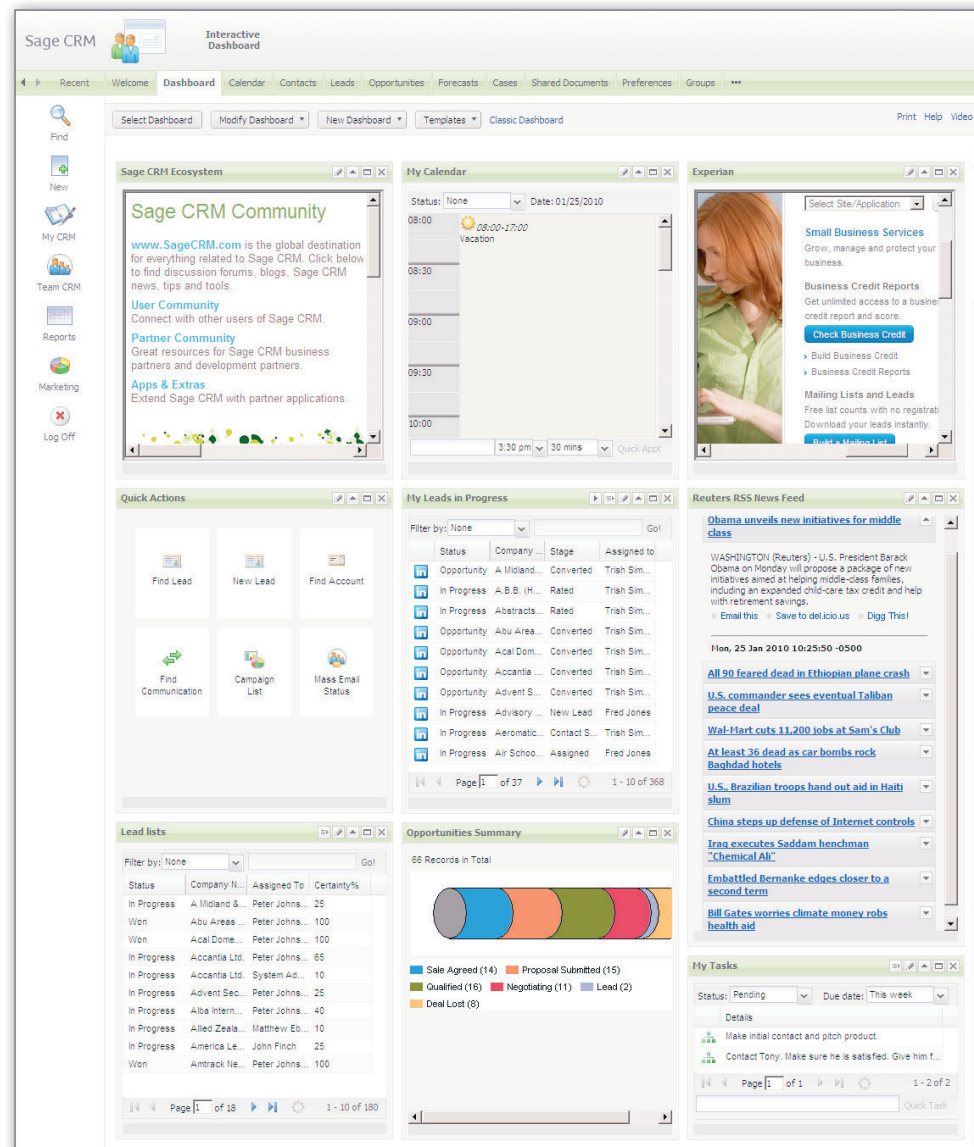 Sage CRM
Interactive
Dashboard
Recent
Welcome Dashboard Calendar Contacts Leads Opportunities Forecasts Cases Shared Documents Preferences Groups •••
Find
New
My CRM
Team CRM
Reports
Marketing
Log Off
Select Dashboard Modify Dashboard New Dashboard Templates Classic Dashboard
Print Help Video
Sage CRM Ecosystem
Sage CRM Community
www.SageCRM.com is the global destination
for everything related to Sage CRM. Click below
to find discussion forums, blogs, Sage CRM
news, tips and tools.
User Community
Connect with other users of Sage CRM.
Partner Community
Great resources for Sage CRM business
partners and development partners.
Apps & Extras
Extend Sage CRM with partner applications.
My Calendar
Status: None Date: 01/25/2010
08:00
08:00-17:00
Vacation
08:30
09:00
09:30
10:00
3:30 pm 30 mins Quick Appt
Experian
Select Site/Application
Small Business Services
Grow, manage and protect your
business.
Business Credit Reports
Get unlimited access to a busine
credit report and score.
Check Business Credit
Build Business Credit
Business Credit Reports
Mailing Lists and Leads
Free list counts with no registrati
Download your leads instantly.
Build a Mailing List
Quick Actions
Find Lead
New Lead
Find Account
Find
Communication
Campaign
List
Mass Email
Status
My Leads in Progress
Filter by: None Go!
Status Company ... Stage Assigned to
in Opportunity A Midland... Converted Trish Sim...
in In Progress A.B.B. (H... Rated Trish Sim...
in In Progress Abstracts... Rated Trish Sim...
in Opportunity Abu Area... Converted Trish Sim...
in Opportunity Acal Dom... Converted Trish Sim...
in Opportunity Accantia ... Converted Trish Sim...
in Opportunity Advent S... Converted Trish Sim...
in In Progress Advisory ... New Lead Fred Jones
in In Progress Aeromatic... Contact S... Trish Sim...
in In Progress Air Schoo... Assigned Fred Jones
Page 1 of 37 1 - 10 of 368
Reuters RSS News Feed
Obama unveils new initiatives for middle
class
WASHINGTON (Reuters) - U.S. President Barack
Obama on Monday will propose a package of new
initiatives aimed at helping middle-class families,
including an expanded child-care tax credit and help
with retirement savings.
Email this Save to del.icio.us Digg This!
Mon, 25 Jan 2010 10:25:50 -0500
All 90 feared dead in Ethiopian plane crash
U.S. commander sees eventual Taliban
peace deal
Wal-Mart cuts 11,200 jobs at Sam's Club
At least 36 dead as car bombs rock
Baghdad hotels
U.S., Brazilian troops hand out aid in Haiti
slum
China steps up defense of Internet controls
Iraq executes Saddam henchman
"Chemical Ali"
Embattled Bernanke edges closer to a
second term
Bill Gates worries climate money robs
health aid
Lead lists
Filter by: None Go!
Status Company N... Assigned To Certainty%
In Progress A Midland &... Peter Johns... 25
Won Abu Areas ... Peter Johns... 100
Won Acal Dome... Peter Johns... 100
In Progress Accantia Ltd. Peter Johns... 65
In Progress Accantia Ltd. System Ad... 10
In Progress Advent Sec... Peter Johns... 25
In Progress Alba Intern... Peter Johns... 40
In Progress Allied Zeala... Matthew Eb... 10
In Progress America Le... John Finch 25
Won Amtrack Ne... Peter Johns... 100
Page 1 of 18 1 - 10 of 180
Opportunities Summary
66 Records in Total
Sale Agreed (14) Proposal Submitted (15)
Qualified (16) Negotiating (11) Lead (2)
Deal Lost (8)
My Tasks
Status: Pending Due date: This week
Details
Make initial contact and pitch product.
Contact Tony. Make sure he is satisfied. Give him f...
Page 1 of 1 1 - 2 of 2
Quick Task